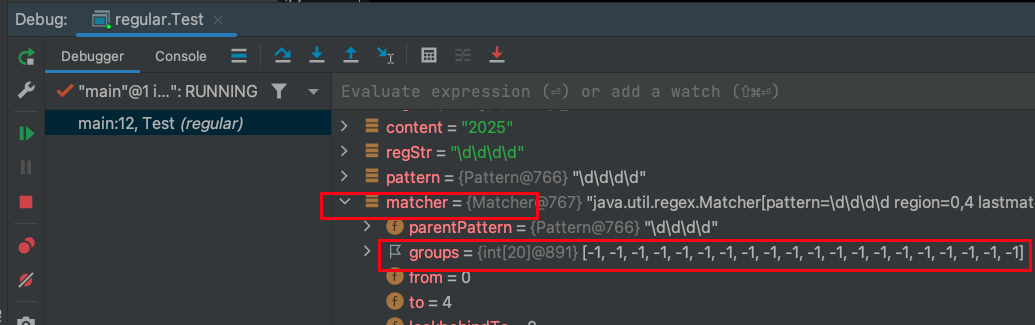 Debug: regular.Test
Debugger Console
"main"@1 i...": RUNNING
Evaluate expression (⏎) or add a watch (⇧⌘⏎)
main:12, Test (regular)
content = "2025"
regStr = "\d\d\d\d"
pattern = {Pattern@766} "\d\d\d\d"
matcher = {Matcher@767} "java.util.regex.Matcher[pattern=\d\d\d\d region=0,4 lastmat
parentPattern = {Pattern@766} "\d\d\d\d"
groups = {int[20]@891} [-1, -1, -1, -1, -1, -1, -1, -1, -1, -1, -1, -1, -1, -1, -1, -1, -1, -1, -1, -1]
from = 0
to = 4